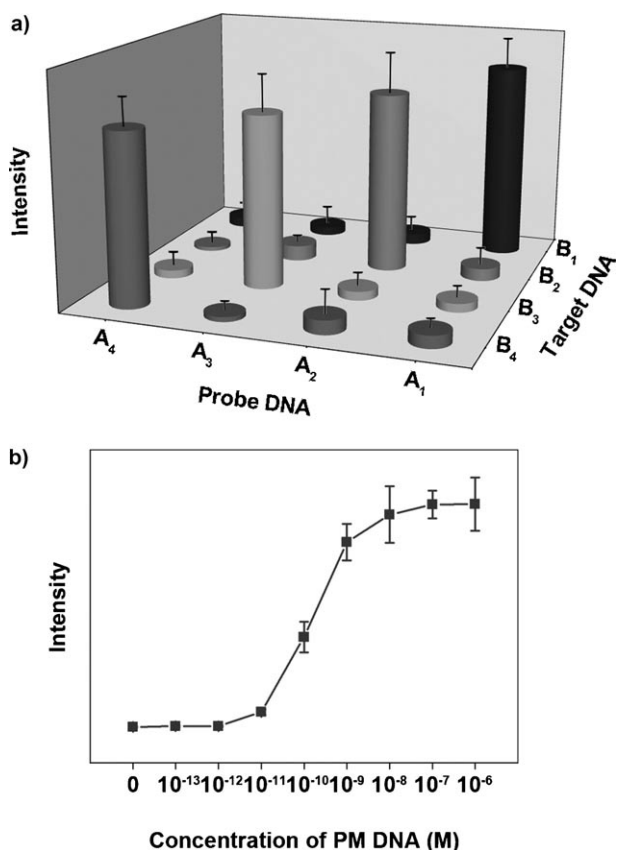 a)
Intensity
A₄
A₃
A₂
A₁
Probe DNA
B₁
B₂
B₃
B₄
Target DNA
b)
Intensity
0 10⁻¹³ 10⁻¹² 10⁻¹¹ 10⁻¹⁰ 10⁻⁹ 10⁻⁸ 10⁻⁷ 10⁻⁶
Concentration of PM DNA (M)